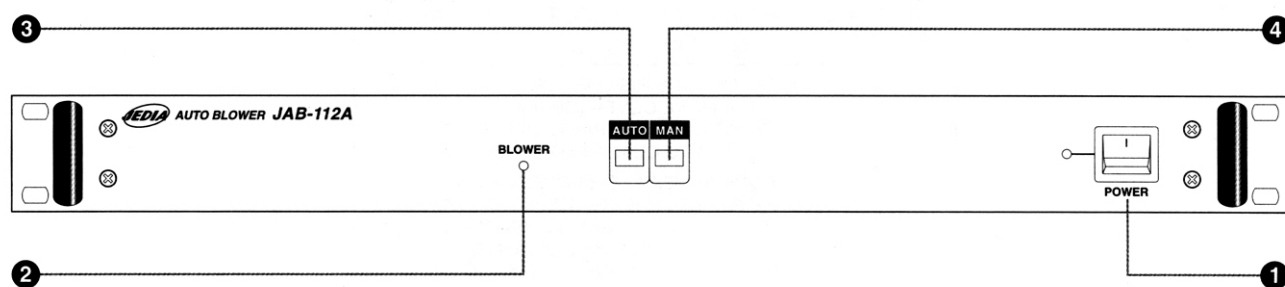 3
4
JEDIA AUTO BLOWER JAB-112A
AUTO MAN
BLOWER
POWER
2
1